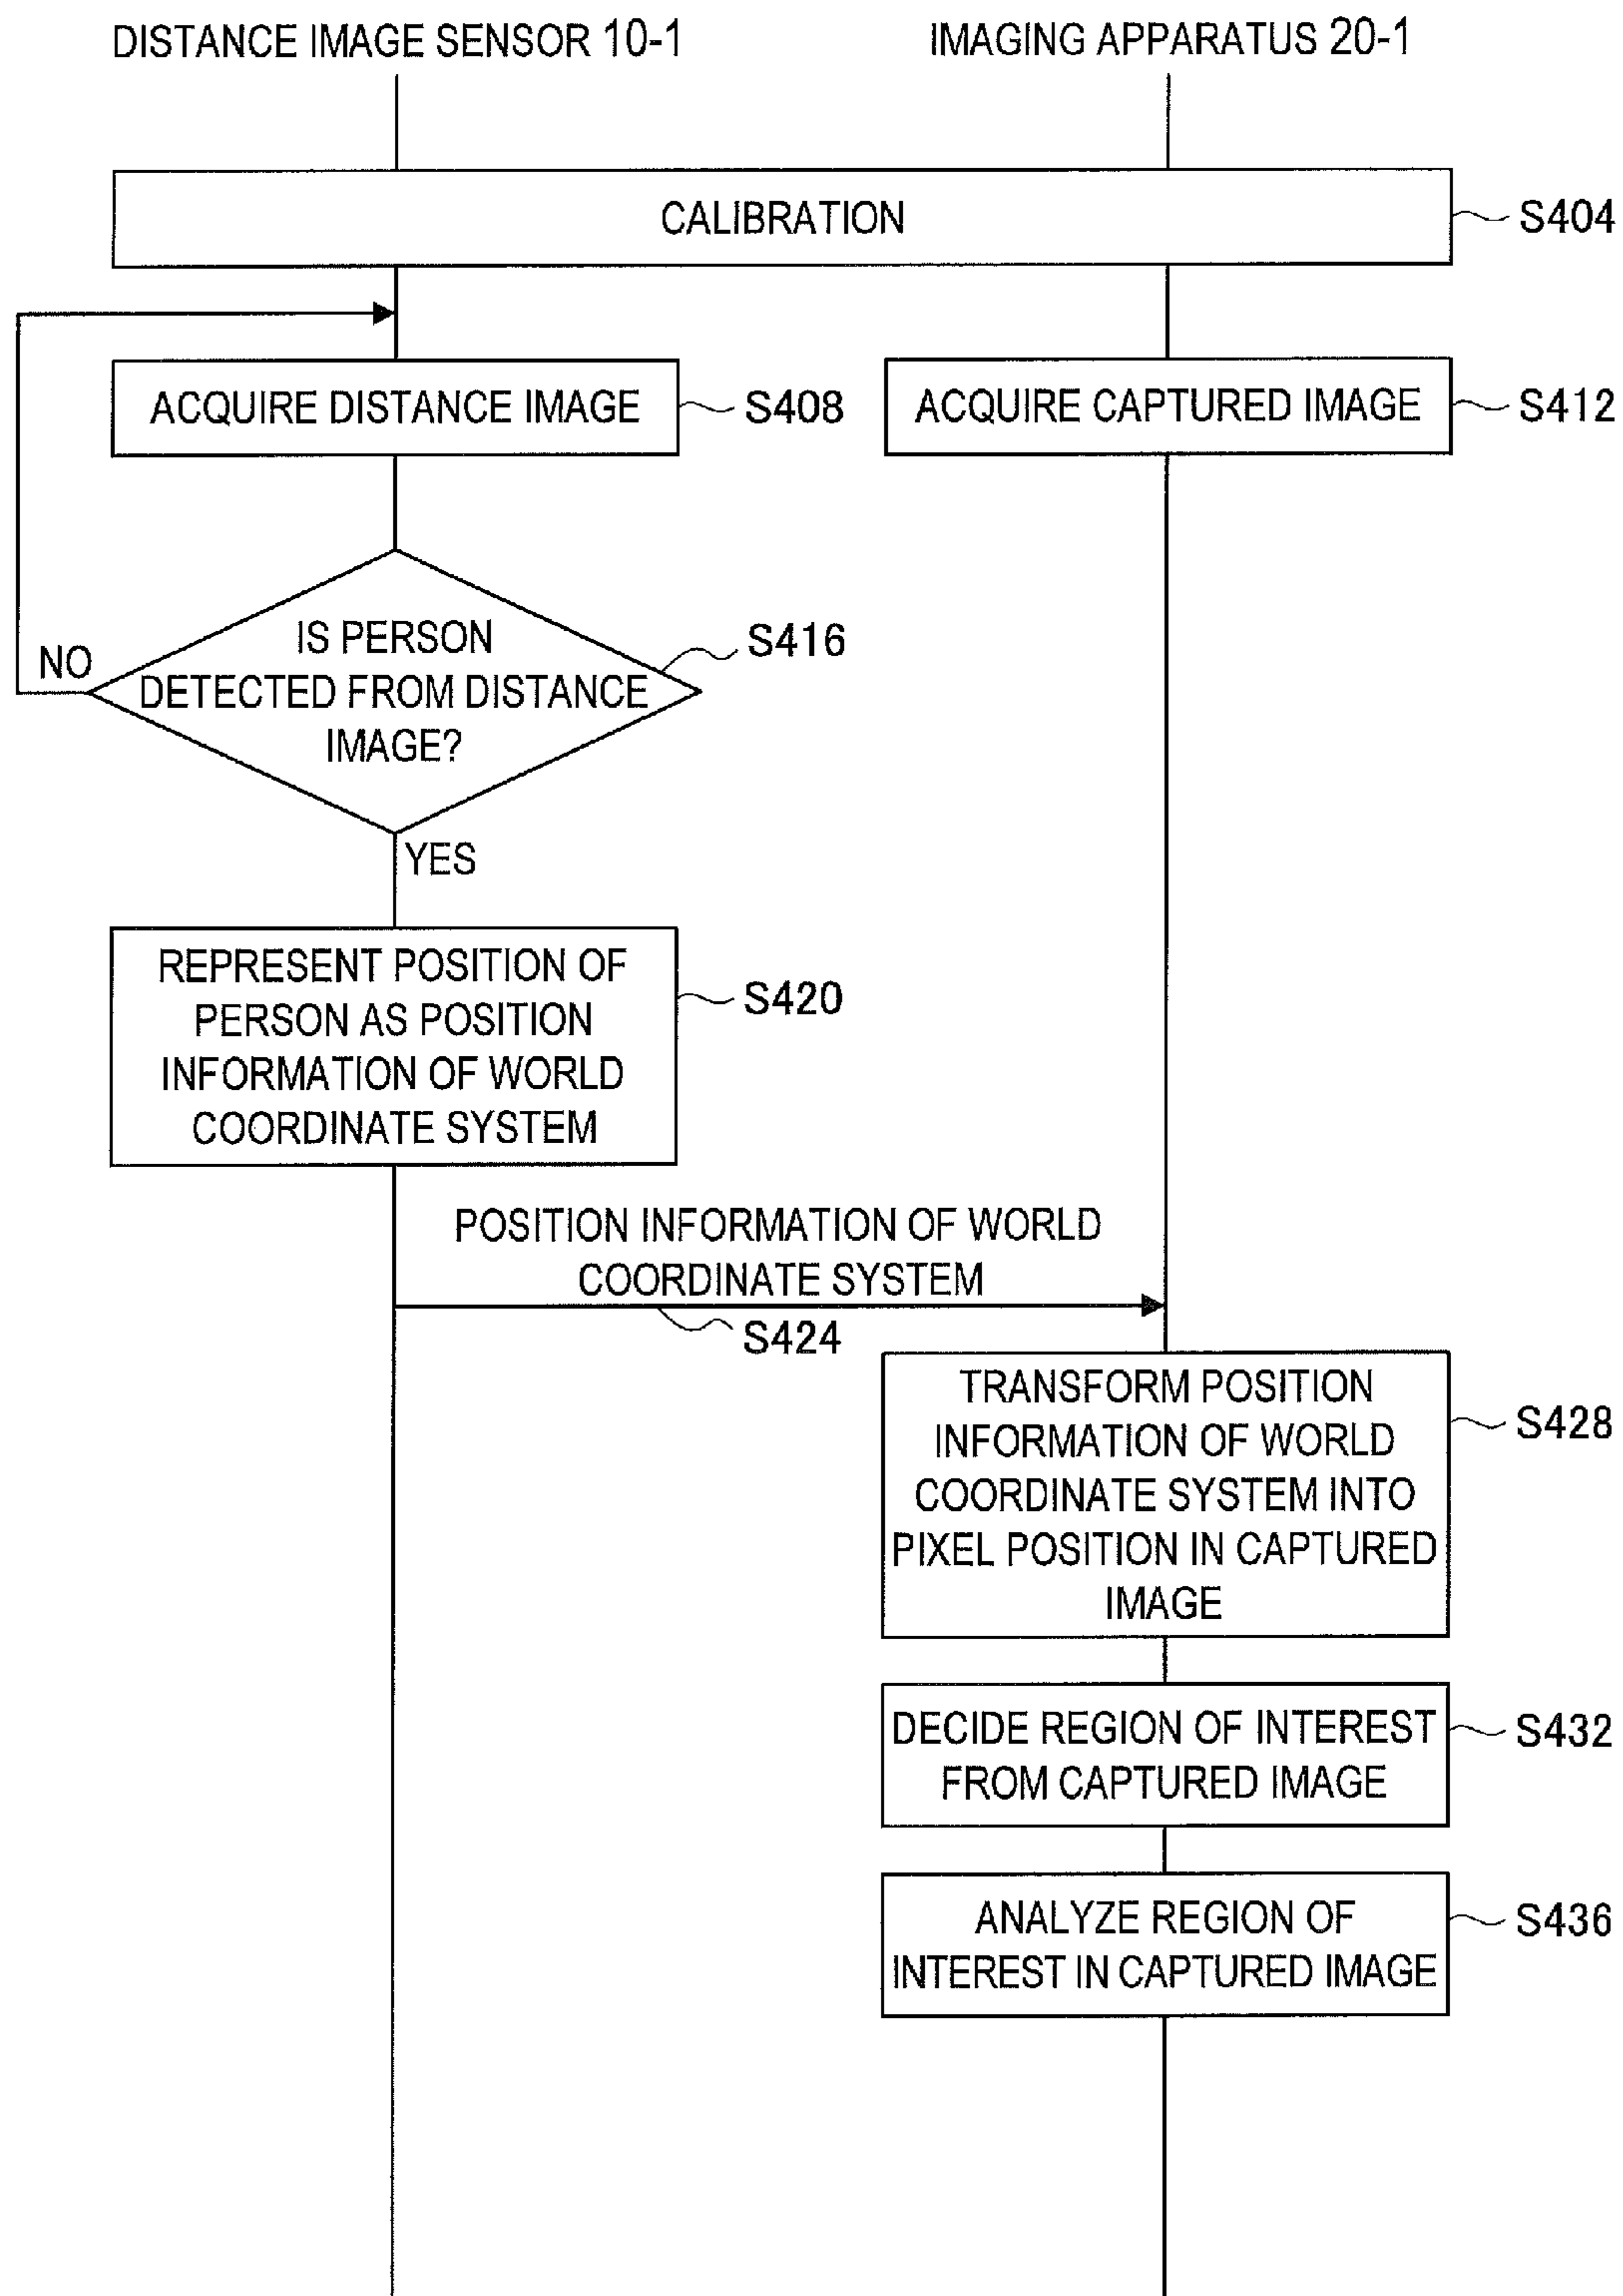 DISTANCE IMAGE SENSOR 10-1
IMAGING APPARATUS 20-1
CALIBRATION
S404
ACQUIRE DISTANCE IMAGE
S408
ACQUIRE CAPTURED IMAGE
S412
IS PERSON
DETECTED FROM DISTANCE
IMAGE?
S416
NO
YES
REPRESENT POSITION OF
PERSON AS POSITION
INFORMATION OF WORLD
COORDINATE SYSTEM
S420
POSITION INFORMATION OF WORLD
COORDINATE SYSTEM
S424
TRANSFORM POSITION
INFORMATION OF WORLD
COORDINATE SYSTEM INTO
PIXEL POSITION IN CAPTURED
IMAGE
S428
DECIDE REGION OF INTEREST
FROM CAPTURED IMAGE
S432
ANALYZE REGION OF
INTEREST IN CAPTURED IMAGE
S436